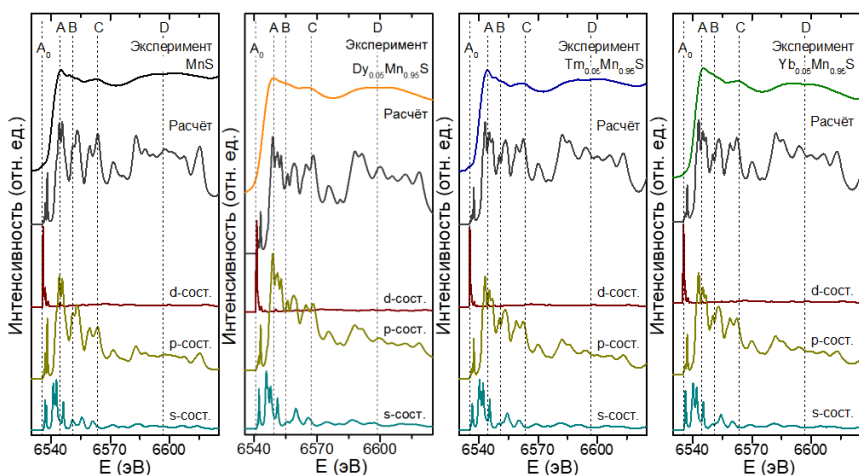 A B C D
A0
Эксперимент
MnS
Расчёт
d-сост.
p-сост.
s-сост.
Интенсивность (отн. ед.)
6540 6570 6600
E (эВ)
A B C D
A0
Эксперимент
Dy0.05Mn0.95S
Расчёт
d-сост.
p-сост.
s-сост.
Интенсивность (отн. ед.)
6540 6570 6600
E (эВ)
A B C D
A0
Эксперимент
Tm0.05Mn0.95S
Расчёт
d-сост.
p-сост.
s-сост.
Интенсивность (отн. ед.)
6540 6570 6600
E (эВ)
A B C D
A0
Эксперимент
Yb0.05Mn0.95S
Расчёт
d-сост.
p-сост.
s-сост.
Интенсивность (отн. ед.)
6540 6570 6600
E (эВ)